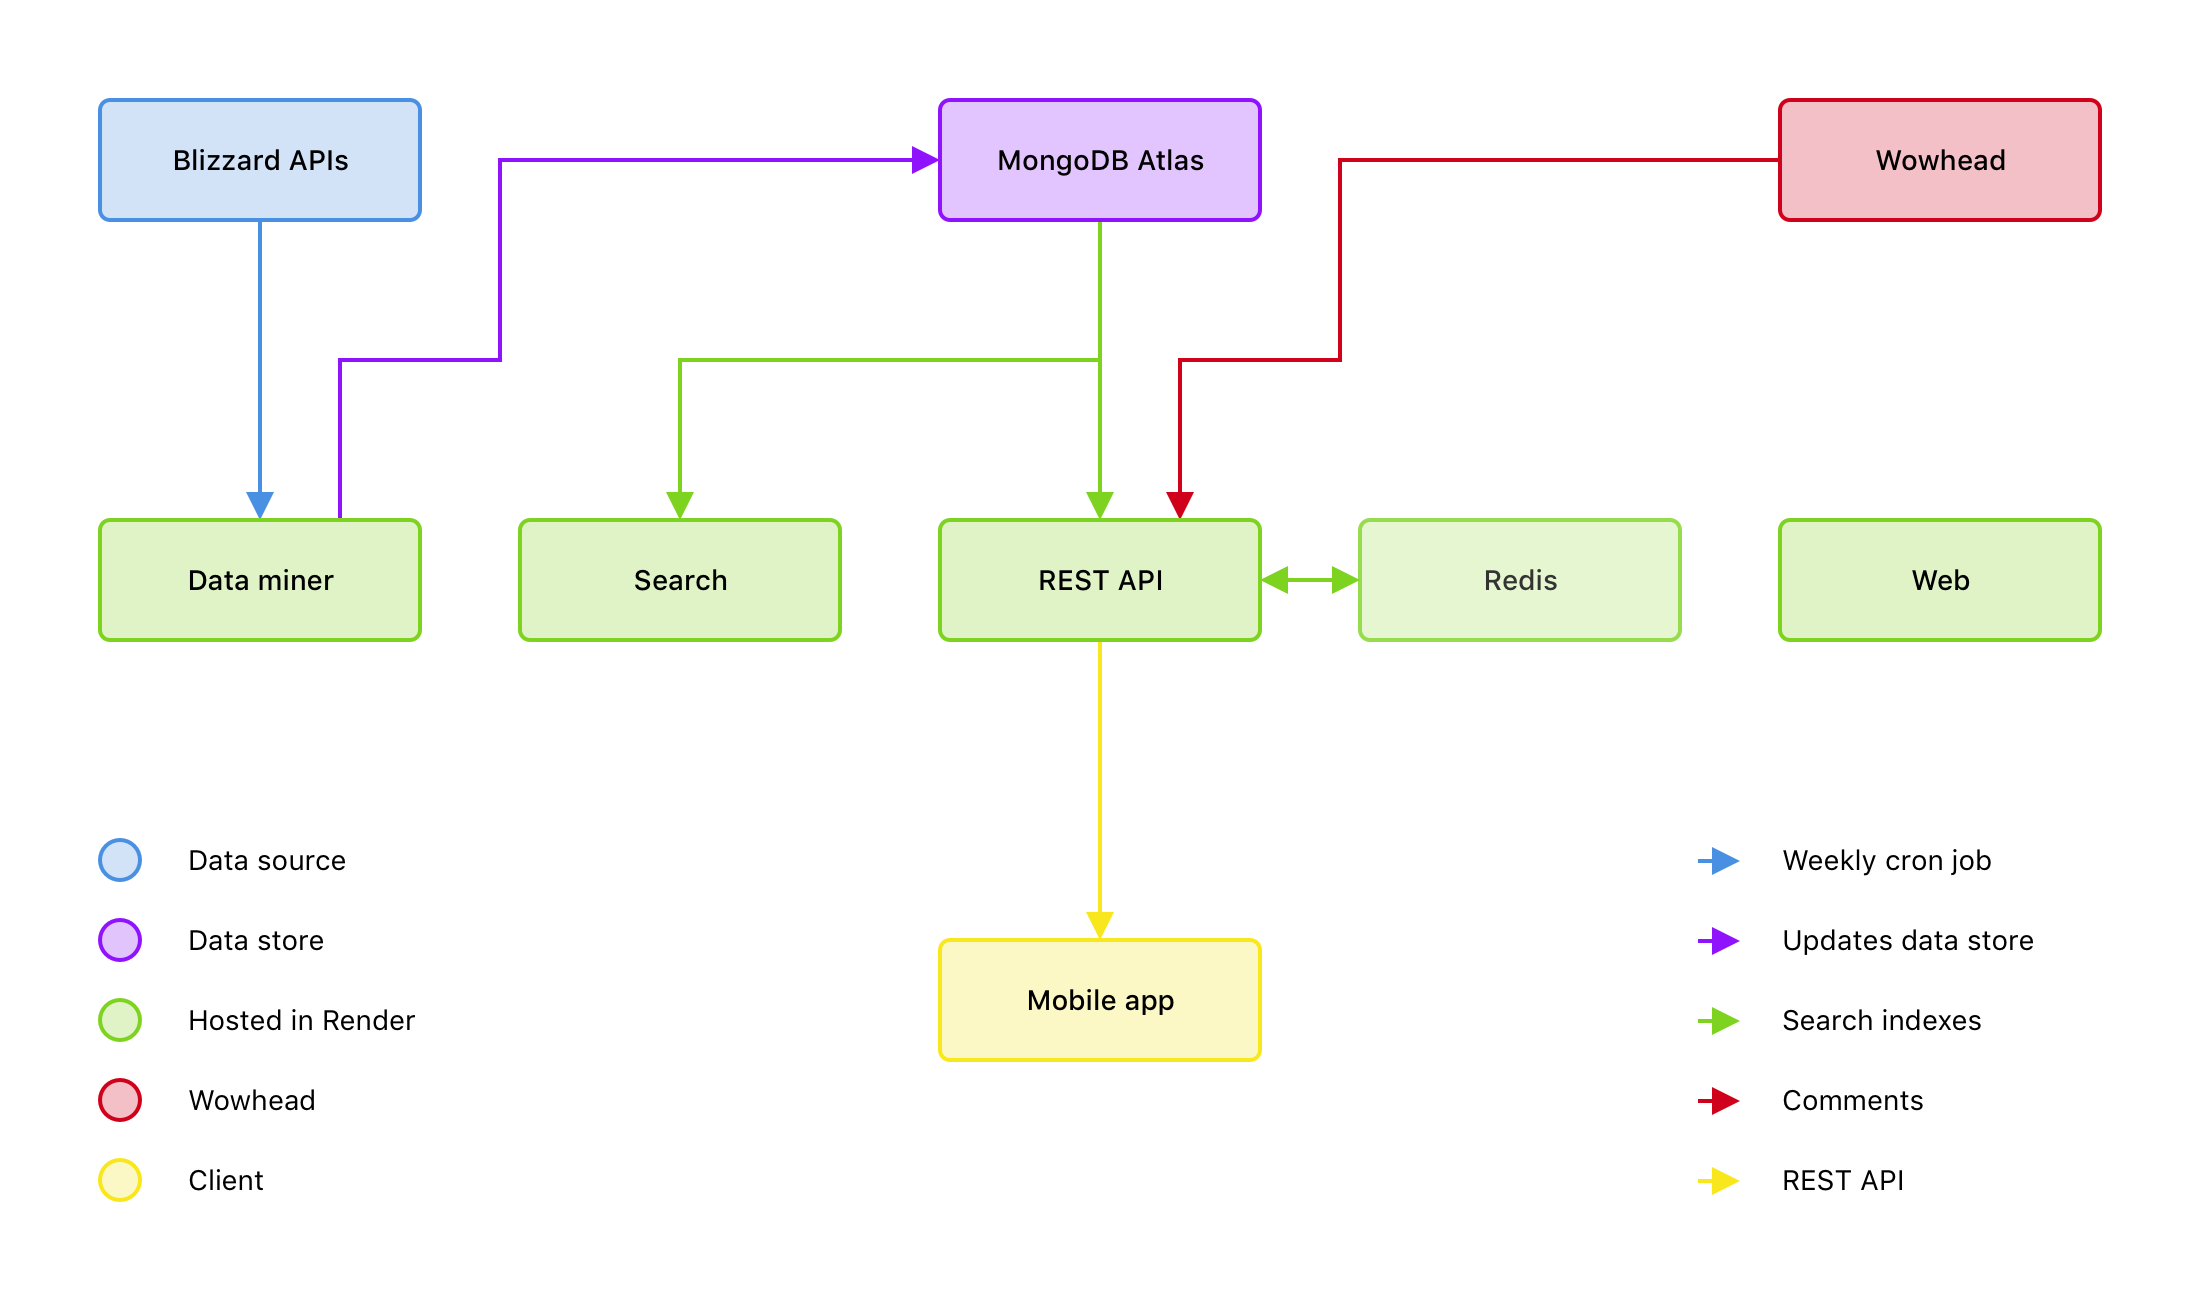 Blizzard APIs
MongoDB Atlas
Wowhead
Data miner
Search
REST API
Redis
Web
Mobile app
Data source
Data store
Hosted in Render
Wowhead
Client
Weekly cron job
Updates data store
Search indexes
Comments
REST API